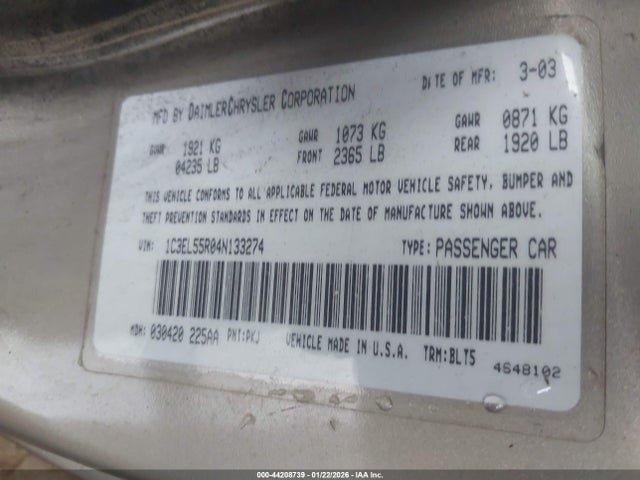 MFD BY DAIMLERCHRYSLER CORPORATION DATE OF MFR: 3-03
GVWR 1921 KG GAWR 1073 KG GAWR 0871 KG
04235 LB FRONT 2365 LB REAR 1920 LB
THIS VEHICLE CONFORMS TO ALL APPLICABLE FEDERAL MOTOR VEHICLE SAFETY, BUMPER AND
THEFT PREVENTION STANDARDS IN EFFECT ON THE DATE OF MANUFACTURE SHOWN ABOVE.
VIN: 1C3EL55R04N133274 TYPE: PASSENGER CAR
MDH: 030420 225AA PNT: PKJ VEHICLE MADE IN U.S.A. TRM: BLT5
4648102
000-44208739 | 01/22/2026 - IAA Inc.